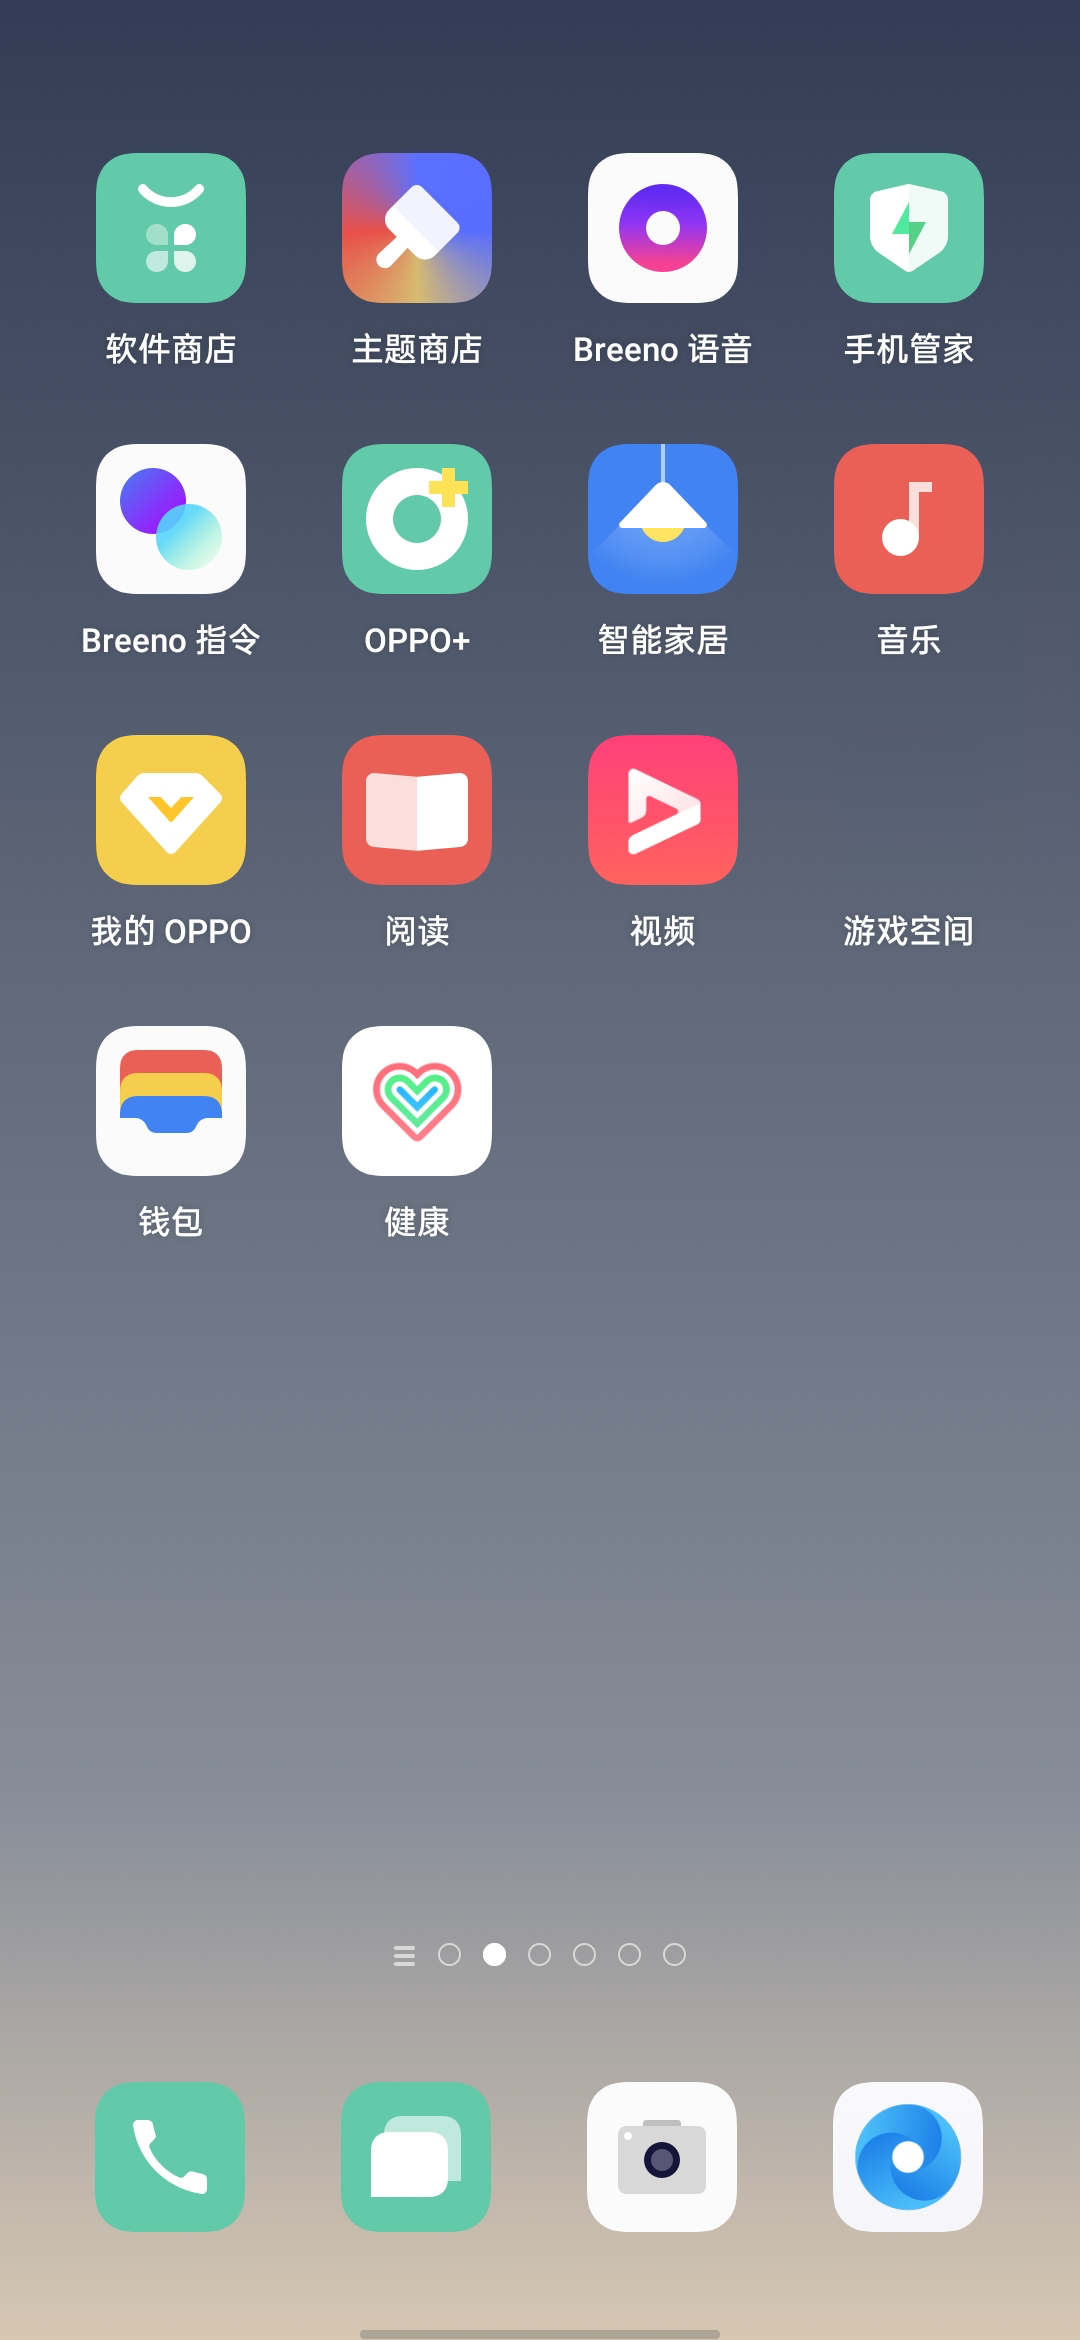 软件商店
主题商店
Breeno 语音
手机管家
Breeno 指令
OPPO+
智能家居
音乐
我的 OPPO
阅读
视频
游戏空间
钱包
健康